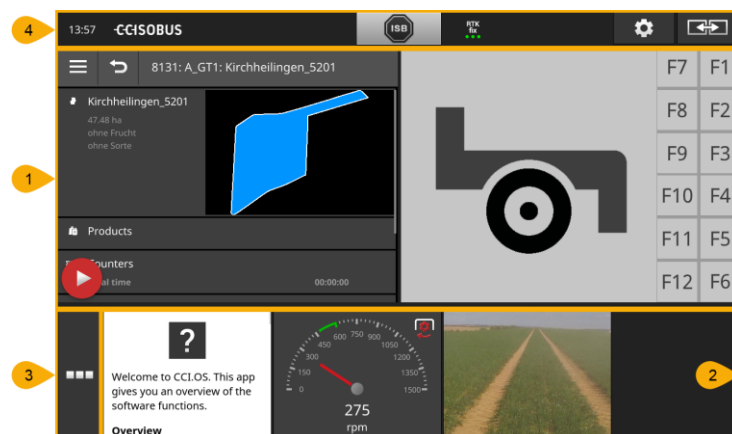 4
13:57
CCISOBUS
ISB
RTK
fix
8131: A_GT1: Kirchheilingen_5201
F7 F1
Kirchheilingen_5201
47.48 ha
ohne Frucht
ohne Sorte
F8 F2
F9 F3
1
F10 F4
Products
F11 F5
Counters
00:00:00
F12 F6
?
Welcome to CCI.OS. This app
gives you an overview of the
software functions.
Overview
0 150 300 450 600 750 900 1050 1200 1350 1500
275
rpm
3
2